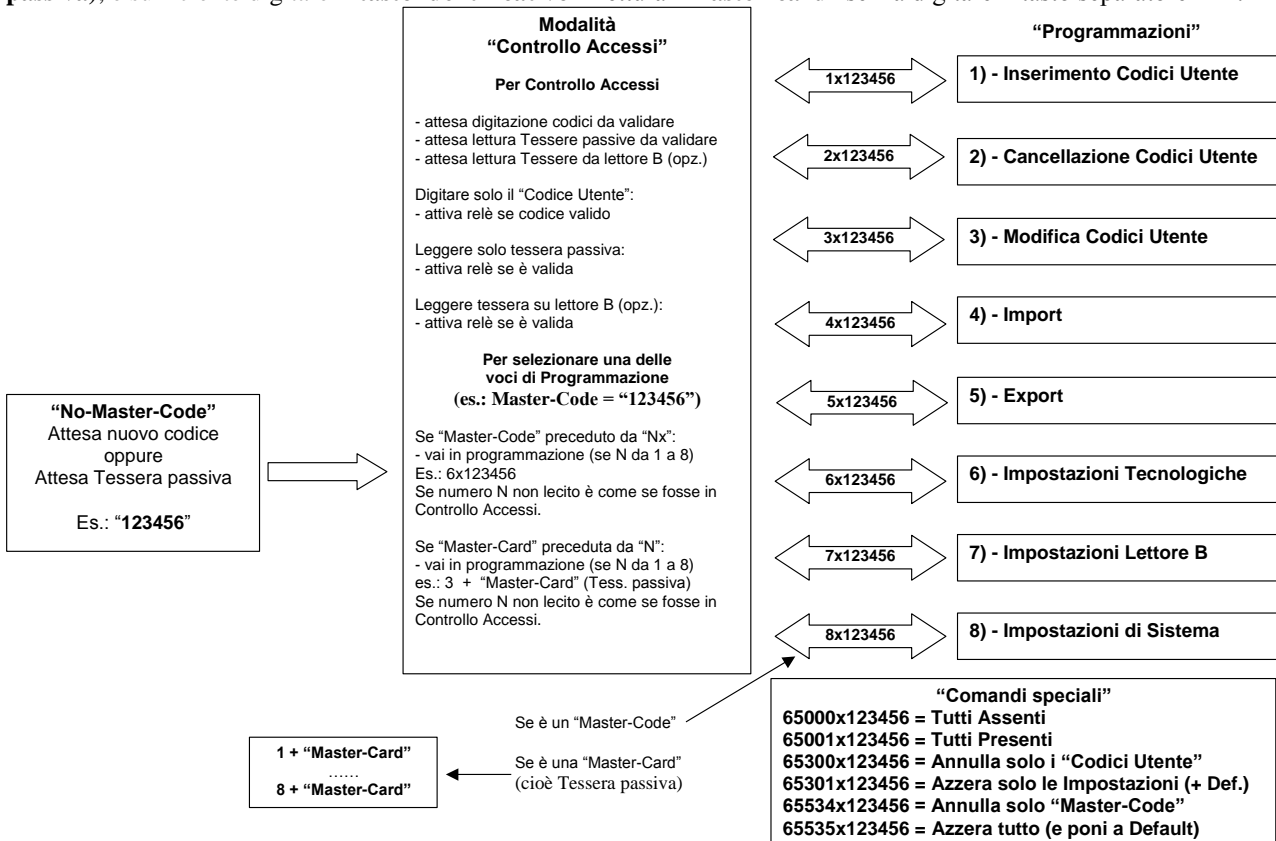 Modalità
“Controllo Accessi”
Per Controllo Accessi
- attesa digitazione codici da validare
- attesa lettura Tessere passive da validare
- attesa lettura Tessere da lettore B (opz.)
Digitare solo il “Codice Utente”:
- attiva relè se codice valido
Leggere solo tessera passiva:
- attiva relè se è valida
Leggere tessera su lettore B (opz.):
- attiva relè se è valida
Per selezionare una delle
voci di Programmazione
(es.: Master-Code = “123456”)
Se “Master-Code” preceduto da “Nx”:
- vai in programmazione (se N da 1 a 8)
Es.: 6x123456
Se numero N non lecito è come se fosse in
Controllo Accessi.
Se “Master-Card” preceduta da “N”:
- vai in programmazione (se N da 1 a 8)
es.: 3 + “Master-Card” (Tess. passiva)
Se numero N non lecito è come se fosse in
Controllo Accessi.
“No-Master-Code”
Attesa nuovo codice
oppure
Attesa Tessera passiva
Es.: “123456”
“Programmazioni”
1x123456
1) - Inserimento Codici Utente
2x123456
2) - Cancellazione Codici Utente
3x123456
3) - Modifica Codici Utente
4x123456
4) - Import
5x123456
5) - Export
6x123456
6) - Impostazioni Tecnologiche
7x123456
7) - Impostazioni Lettore B
8x123456
8) - Impostazioni di Sistema
Se è un “Master-Code”
Se è una “Master-Card”
(cioè Tessera passiva)
1 + “Master-Card”
……
8 + “Master-Card”
“Comandi speciali”
65000x123456 = Tutti Assenti
65001x123456 = Tutti Presenti
65300x123456 = Annulla solo i “Codici Utente”
65301x123456 = Azzera solo le Impostazioni (+ Def.)
65534x123456 = Annulla solo “Master-Code”
65535x123456 = Azzera tutto (e poni a Default)